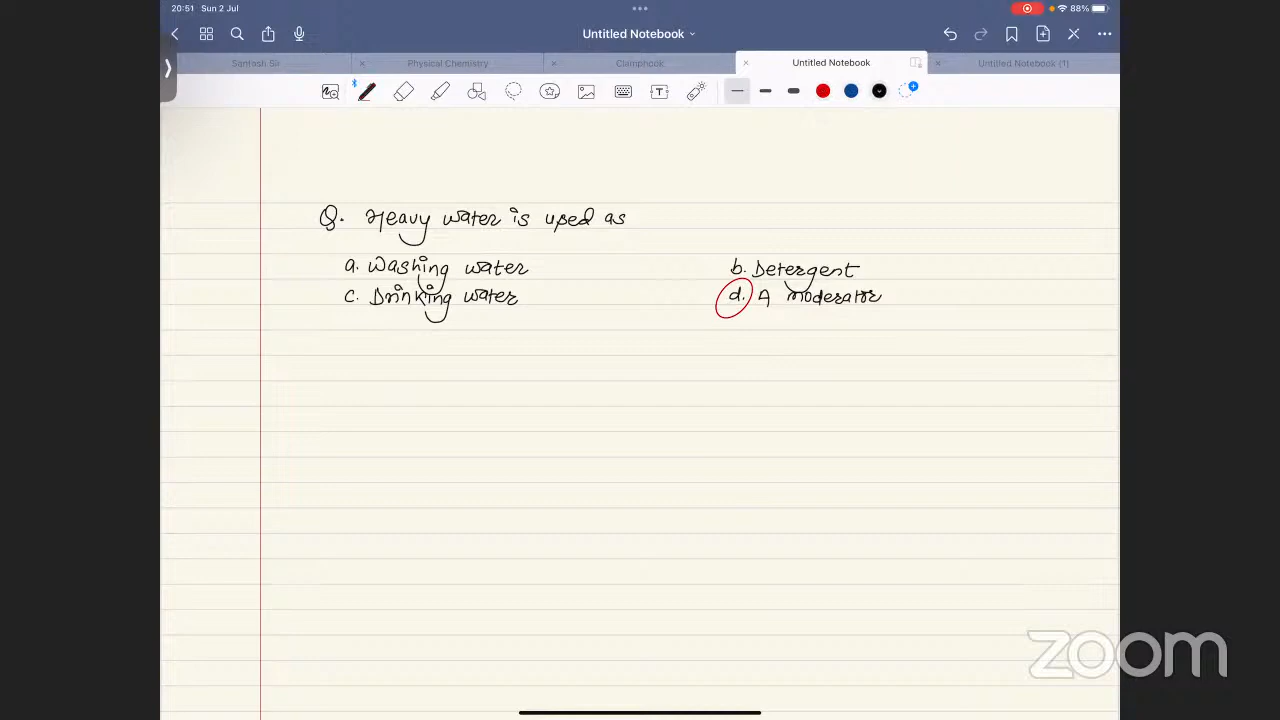 20:51 Sun 2 Jul
88%
Untitled Notebook
Santosh Sir
Physical Chemistry
Clamphook
Untitled Notebook
Untitled Notebook (1)
Q. Heavy water is used as
a. Washing water b. Detergent
c. Drinking water d. A moderator
zoom